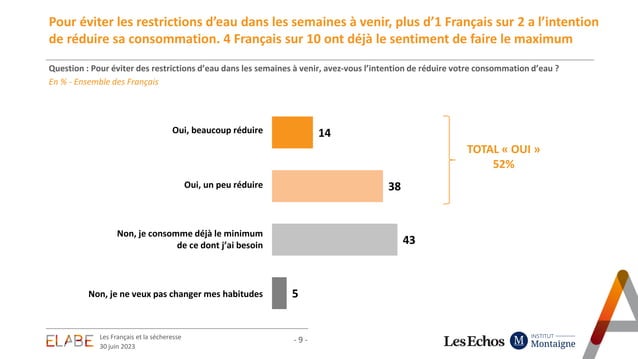 Pour éviter les restrictions d’eau dans les semaines à venir, plus d’1 Français sur 2 a l’intention
de réduire sa consommation. 4 Français sur 10 ont déjà le sentiment de faire le maximum
Question : Pour éviter des restrictions d’eau dans les semaines à venir, avez-vous l’intention de réduire votre consommation d’eau ?
En % - Ensemble des Français
Oui, beaucoup réduire
14
Oui, un peu réduire
38
TOTAL « OUI »
52%
Non, je consomme déjà le minimum
de ce dont j’ai besoin
43
Non, je ne veux pas changer mes habitudes
5
ELABE
Les Français et la sécheresse
30 juin 2023
- 9 -
Les Echos
M
INSTITUT
Montaigne